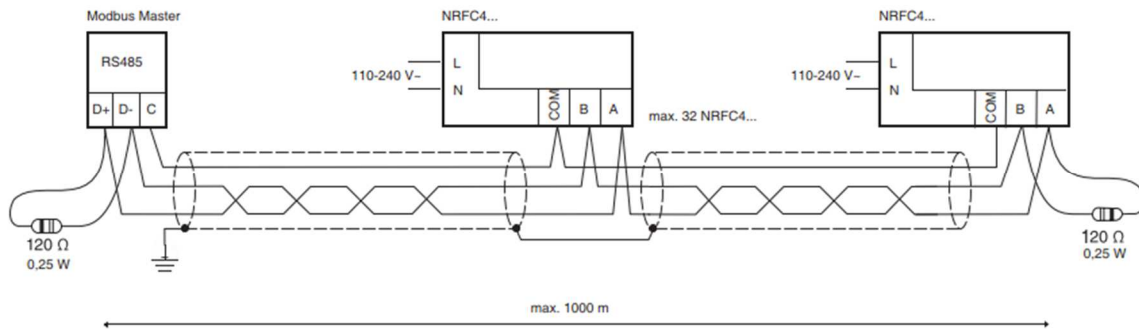 Modbus Master
NRFC4...
NRFC4...
RS485
D+ D- C
L
N
110-240 V~
COM B A
max. 32 NRFC4...
L
N
110-240 V~
COM B A
120 Ω
0,25 W
120 Ω
0,25 W
max. 1000 m